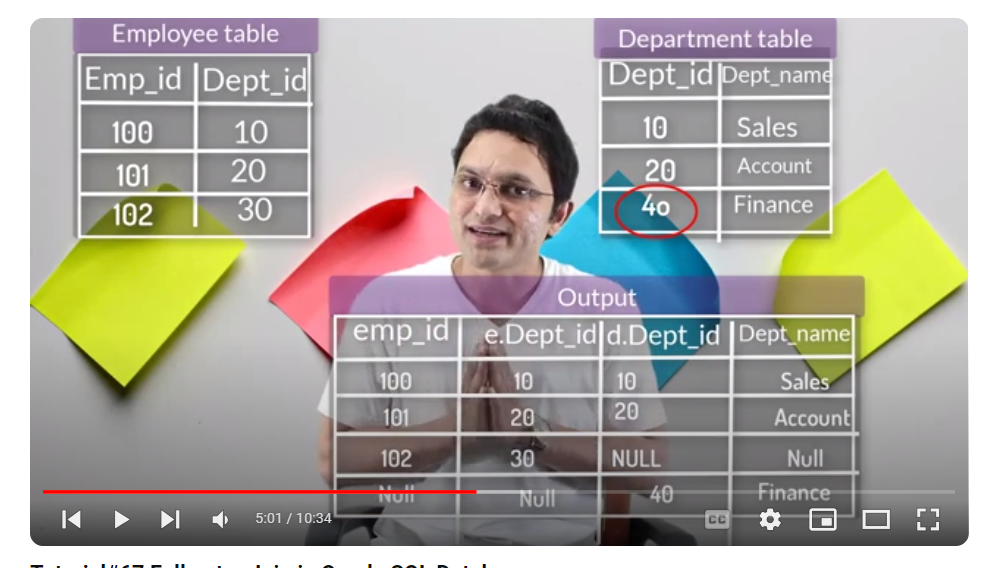 Employee table
Emp_id Dept_id
100 10
101 20
102 30
Department table
Dept_id Dept_name
10 Sales
20 Account
4o Finance
Output
emp_id e.Dept_id d.Dept_id Dept_name
100 10 10 Sales
101 20 20 Account
102 30 NULL Null
Null Null 40 Finance
5:01 / 10:34
CC